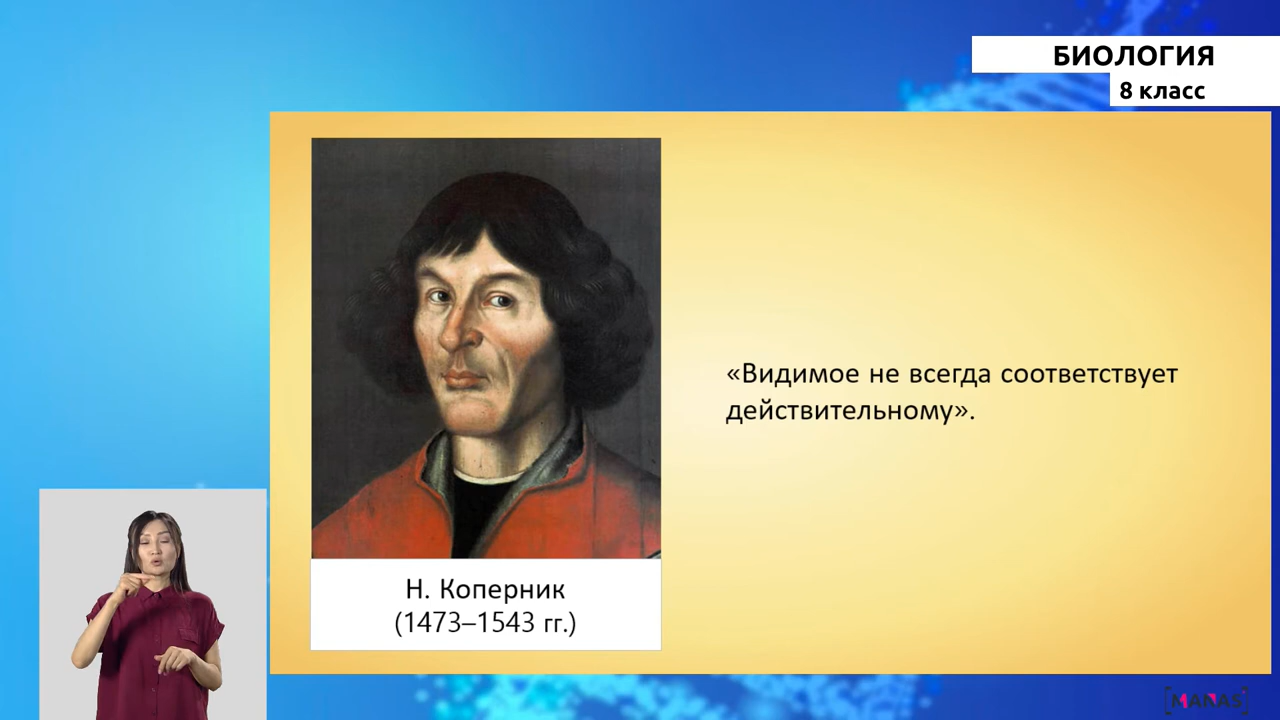 БИОЛОГИЯ
8 класс
«Видимое не всегда соответствует
действительному».
Н. Коперник
(1473–1543 гг.)
MANAS